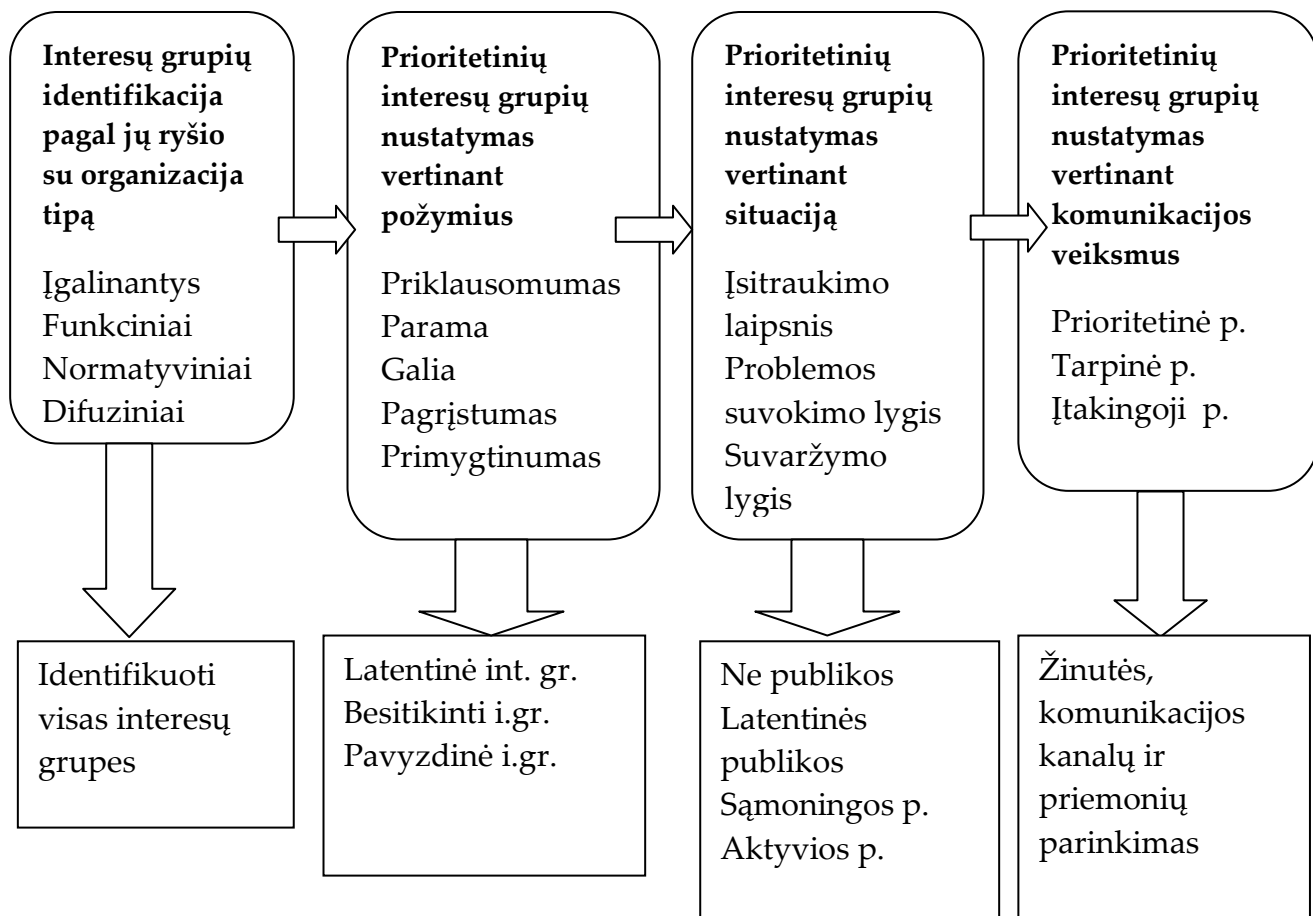 Interesų grupių
identifikacija
pagal jų ryšio
su organizacija
tipą
Įgalinantys
Funkciniai
Normatyviniai
Difuziniai
Prioritetinių
interesų grupių
nustatymas
vertinant
požymius
Priklausomumas
Parama
Galia
Pagrįstumas
Primygtinumas
Prioritetinių
interesų grupių
nustatymas
vertinant
situaciją
Įsitraukimo
laipsnis
Problemos
suvokimo lygis
Suvaržymo
lygis
Prioritetinių
interesų grupių
nustatymas
vertinant
komunikacijos
veiksmus
Prioritetinė p.
Tarpinė p.
Įtakingoji p.
Identifikuoti
visas interesų
grupes
Latentinė int. gr.
Besitikinti i.gr.
Pavyzdinė i.gr.
Ne publikos
Latentinės
publikos
Sąmoningos p.
Aktyvios p.
Žinutės,
komunikacijos
kanalų ir
priemonių
parinkimas